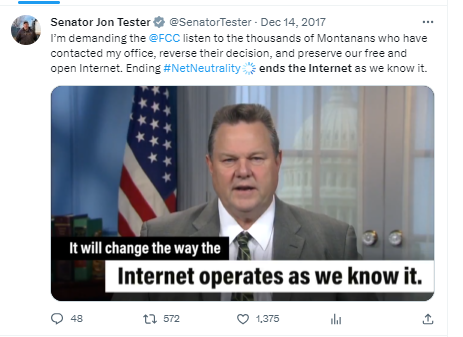 Senator Jon Tester @SenatorTester · Dec 14, 2017 ...
I'm demanding the @FCC listen to the thousands of Montanans who have
contacted my office, reverse their decision, and preserve our free and
open Internet. Ending #NetNeutrality ends the Internet as we know it.
It will change the way the
Internet operates as we know it.
48 572 1,375